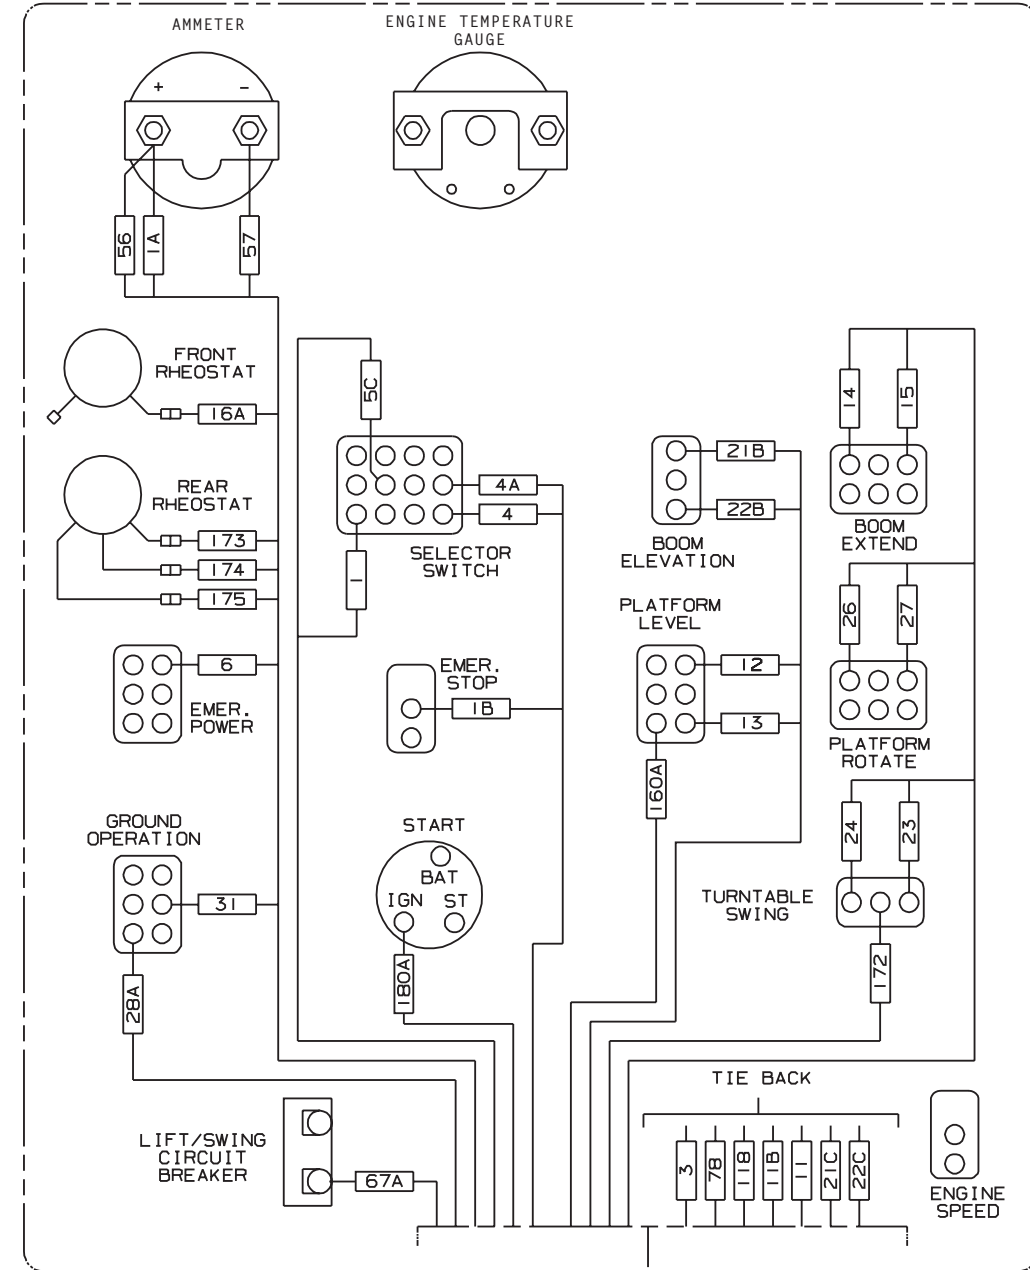 AMMETER
ENGINE TEMPERATURE
GAUGE
+
-
56
1A
57
FRONT
RHEOSTAT
16A
5C
14
15
REAR
RHEOSTAT
173
174
175
4A
4
SELECTOR
SWITCH
1
21B
22B
BOOM
ELEVATION
BOOM
EXTEND
26
27
PLATFORM
LEVEL
12
13
160A
6
EMER.
POWER
EMER.
STOP
1B
PLATFORM
ROTATE
24
23
GROUND
OPERATION
31
28A
START
BAT
IGN
ST
180A
TURNTABLE
SWING
172
TIE BACK
LIFT/SWING
CIRCUIT
BREAKER
67A
3
78
118
11B
11
21C
22C
ENGINE
SPEED